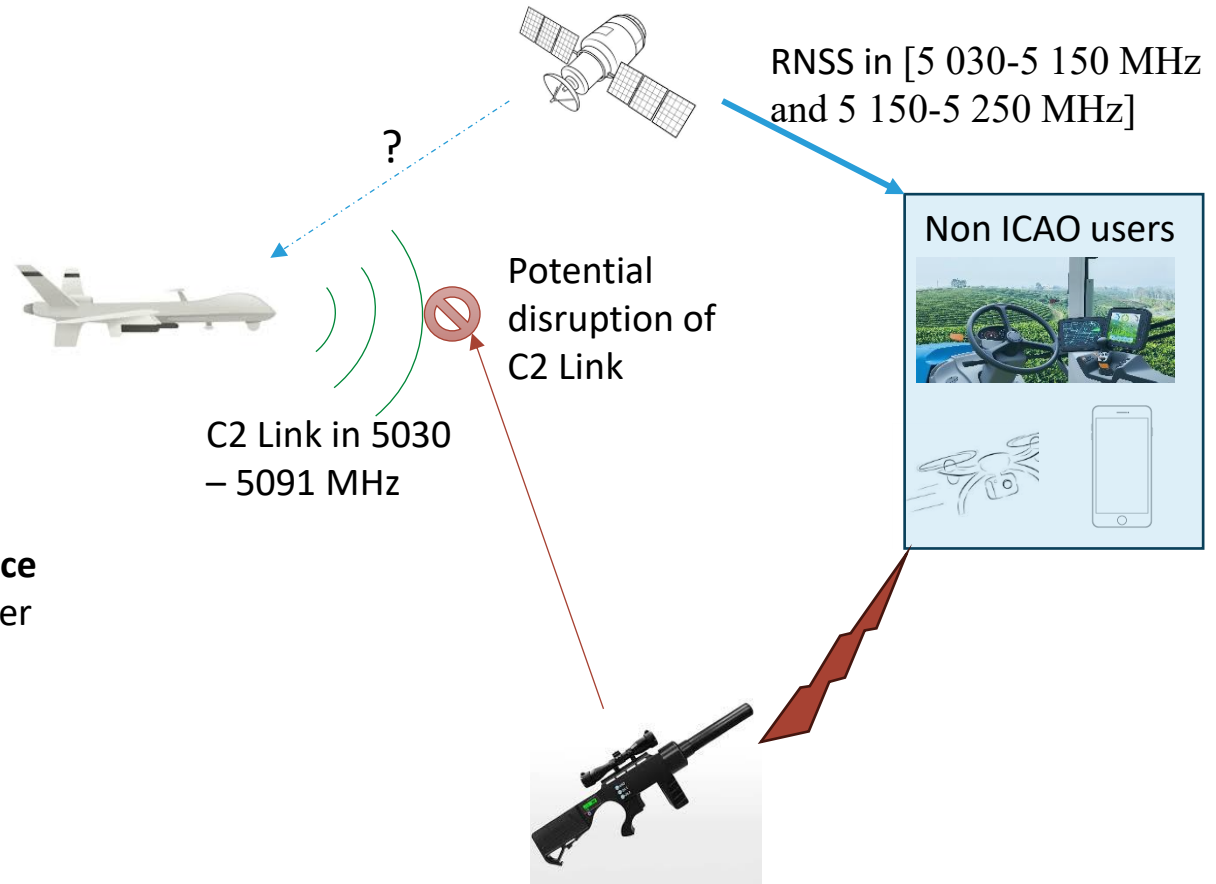 RNSS in [5 030-5 150 MHz
and 5 150-5 250 MHz]
?
Non ICAO users
Potential
disruption of
C2 Link
C2 Link in 5030
– 5091 MHz
ce
er